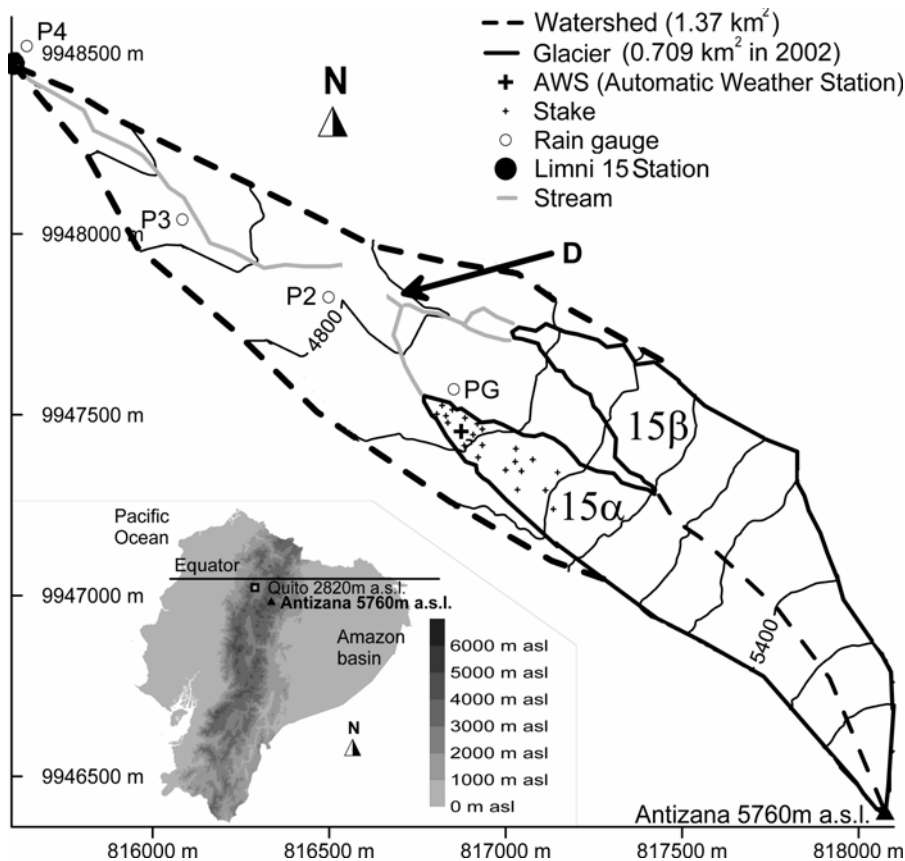 P4
9948500 m
N
Watershed (1.37 km²)
Glacier (0.709 km² in 2002)
AWS (Automatic Weather Station)
Stake
Rain gauge
Limni 15 Station
Stream
P3
9948000 m
D
P2
4800
PG
9947500 m
15β
15α
Pacific
Ocean
Equator
Quito 2820m a.s.l.
Antizana 5760m a.s.l.
9947000 m
Amazon
basin
6000 m asl
5000 m asl
4000 m asl
3000 m asl
2000 m asl
1000 m asl
0 m asl
N
5400
9946500 m
Antizana 5760m a.s.l.
816000 m
816500 m
817000 m
817500 m
818000 m